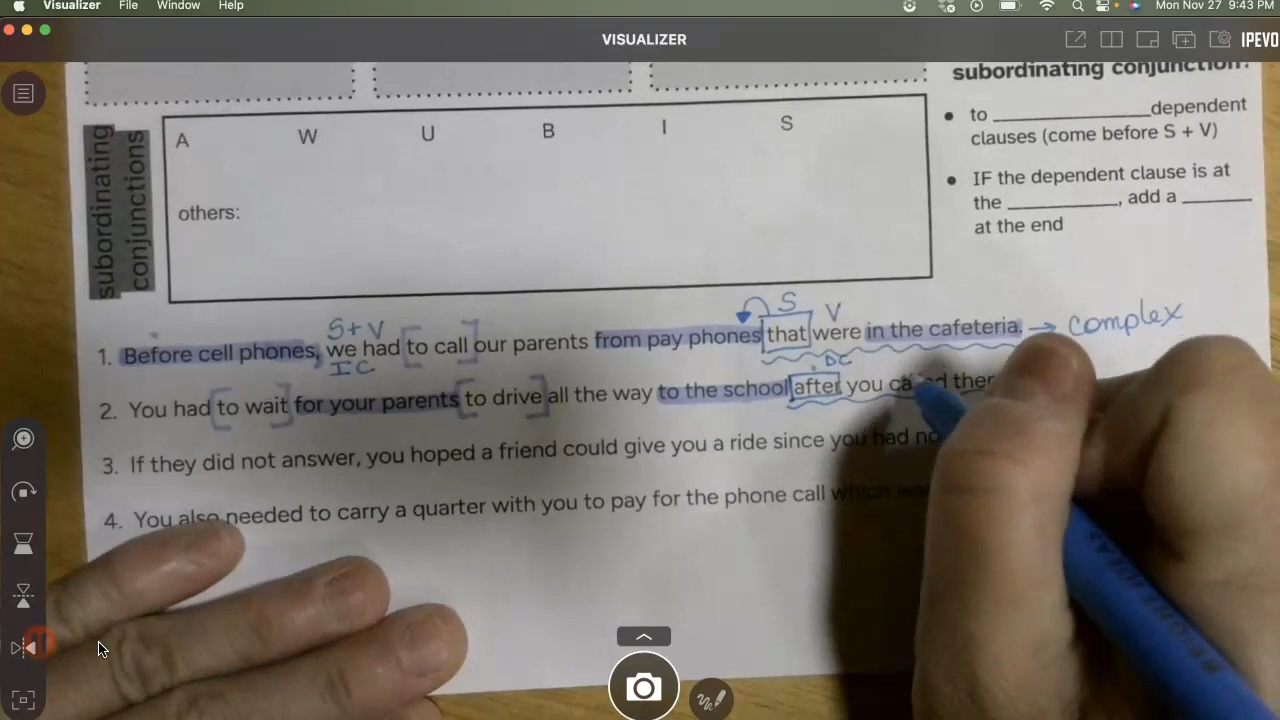 Visualizer File Window Help Mon Nov 27 9:43 PM
VISUALIZER
IPEVO
subordinating conjunction?
to ______ dependent
clauses (come before S + V)
IF the dependent clause is at
the ______, add a ______
at the end
subordinating
conjunctions
A W U B I S
others:
S+V S V
1. Before cell phones, we had [to call] our parents from pay phones that were in the cafeteria. → complex
IC DC
2. You had [to wait] for your parents [to drive] all the way to the school after you
3. If they did not answer, you hoped a friend could give you a ride since you had no
4. You also needed to carry a quarter with you to pay for the phone call which